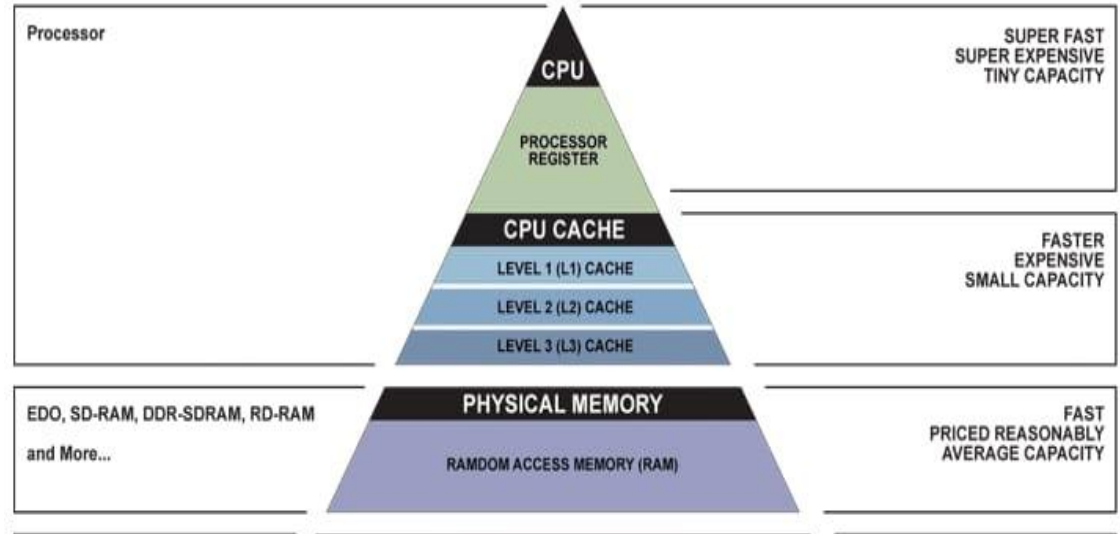 Processor
CPU
SUPER FAST
SUPER EXPENSIVE
TINY CAPACITY
PROCESSOR
REGISTER
CPU CACHE
LEVEL 1 (L1) CACHE
LEVEL 2 (L2) CACHE
LEVEL 3 (L3) CACHE
FASTER
EXPENSIVE
SMALL CAPACITY
EDO, SD-RAM, DDR-SDRAM, RD-RAM
and More...
PHYSICAL MEMORY
RAMDOM ACCESS MEMORY (RAM)
FAST
PRICED REASONABLY
AVERAGE CAPACITY